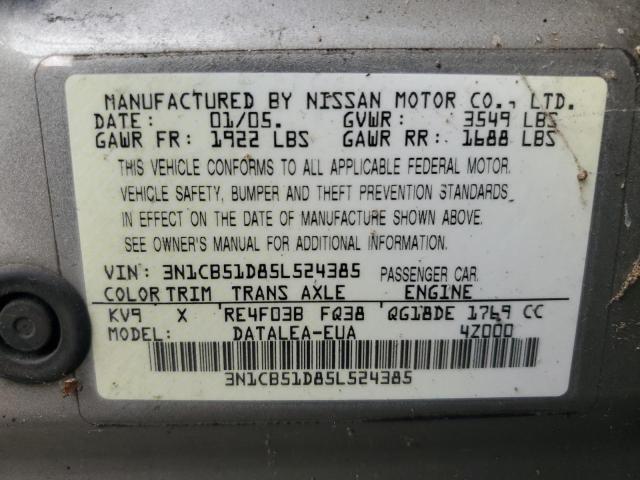 MANUFACTURED BY NISSAN MOTOR CO., LTD.
DATE: 01/05. GVWR: 3549 LBS
GAWR FR: 1922 LBS GAWR RR: 1688 LBS
THIS VEHICLE CONFORMS TO ALL APPLICABLE FEDERAL MOTOR
VEHICLE SAFETY, BUMPER AND THEFT PREVENTION STANDARDS
IN EFFECT ON THE DATE OF MANUFACTURE SHOWN ABOVE.
SEE OWNER'S MANUAL FOR ADDITIONAL INFORMATION.
VIN: 3N1CB51D85L524385 PASSENGER CAR
COLOR TRIM TRANS AXLE ENGINE
KV9 X RE4F03B FQ38 QG18DE 1769 CC
MODEL: DATALEA-EUA 4Z000
3N1CB51D85L524385